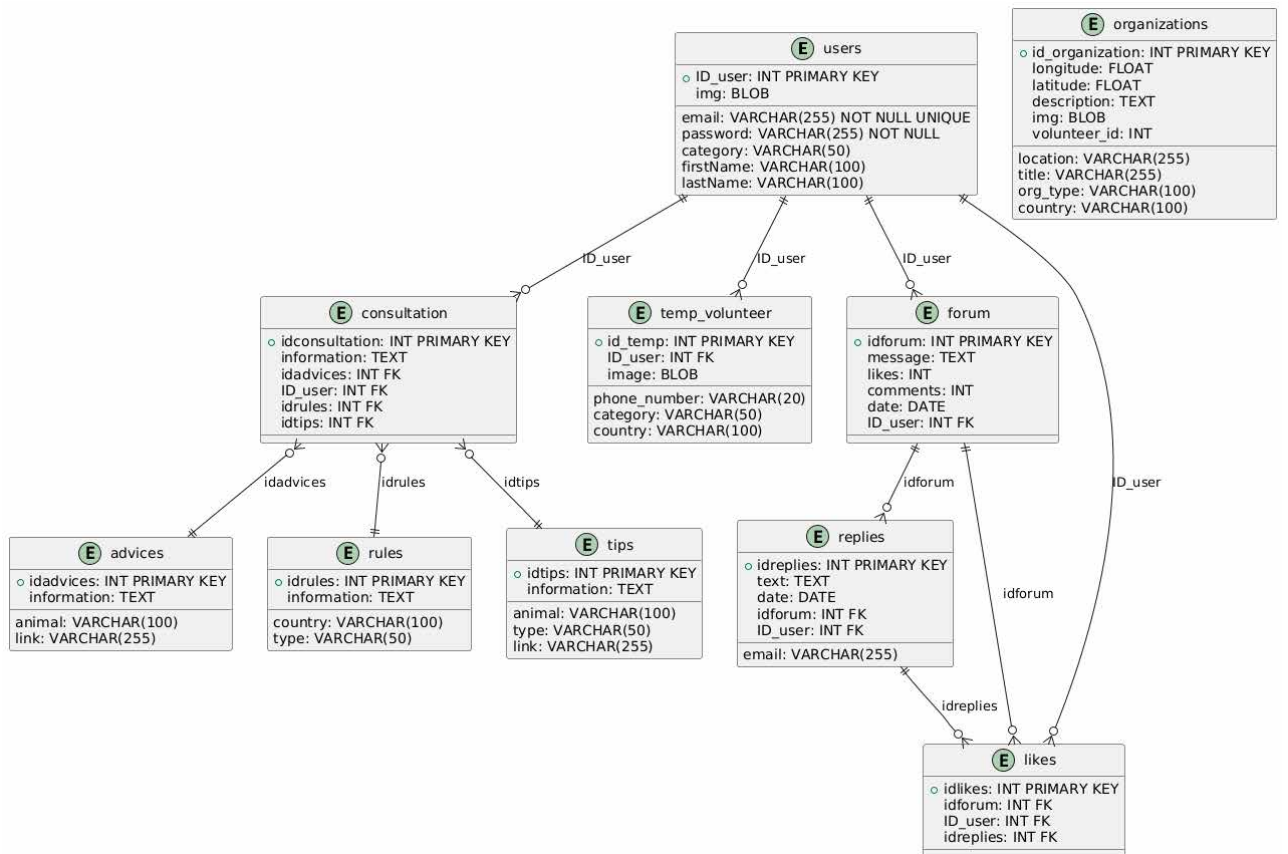 E users
ID_user: INT PRIMARY KEY
img: BLOB
email: VARCHAR(255) NOT NULL UNIQUE
password: VARCHAR(255) NOT NULL
category: VARCHAR(50)
firstName: VARCHAR(100)
lastName: VARCHAR(100)
E organizations
id_organization: INT PRIMARY KEY
longitude: FLOAT
latitude: FLOAT
description: TEXT
img: BLOB
volunteer_id: INT
location: VARCHAR(255)
title: VARCHAR(255)
org_type: VARCHAR(100)
country: VARCHAR(100)
ID_user
ID_user
ID_user
E consultation
idconsultation: INT PRIMARY KEY
information: TEXT
idadvices: INT FK
ID_user: INT FK
idrules: INT FK
idtips: INT FK
E temp_volunteer
id_temp: INT PRIMARY KEY
ID_user: INT FK
image: BLOB
phone_number: VARCHAR(20)
category: VARCHAR(50)
country: VARCHAR(100)
E forum
idforum: INT PRIMARY KEY
message: TEXT
likes: INT
comments: INT
date: DATE
ID_user: INT FK
idadvices
idrules
idtips
idforum
ID_user
E advices
idadvices: INT PRIMARY KEY
information: TEXT
animal: VARCHAR(100)
link: VARCHAR(255)
E rules
idrules: INT PRIMARY KEY
information: TEXT
country: VARCHAR(100)
type: VARCHAR(50)
E tips
idtips: INT PRIMARY KEY
information: TEXT
animal: VARCHAR(100)
type: VARCHAR(50)
link: VARCHAR(255)
E replies
idreplies: INT PRIMARY KEY
text: TEXT
date: DATE
idforum: INT FK
ID_user: INT FK
email: VARCHAR(255)
idforum
idreplies
E likes
idlikes: INT PRIMARY KEY
idforum: INT FK
ID_user: INT FK
idreplies: INT FK